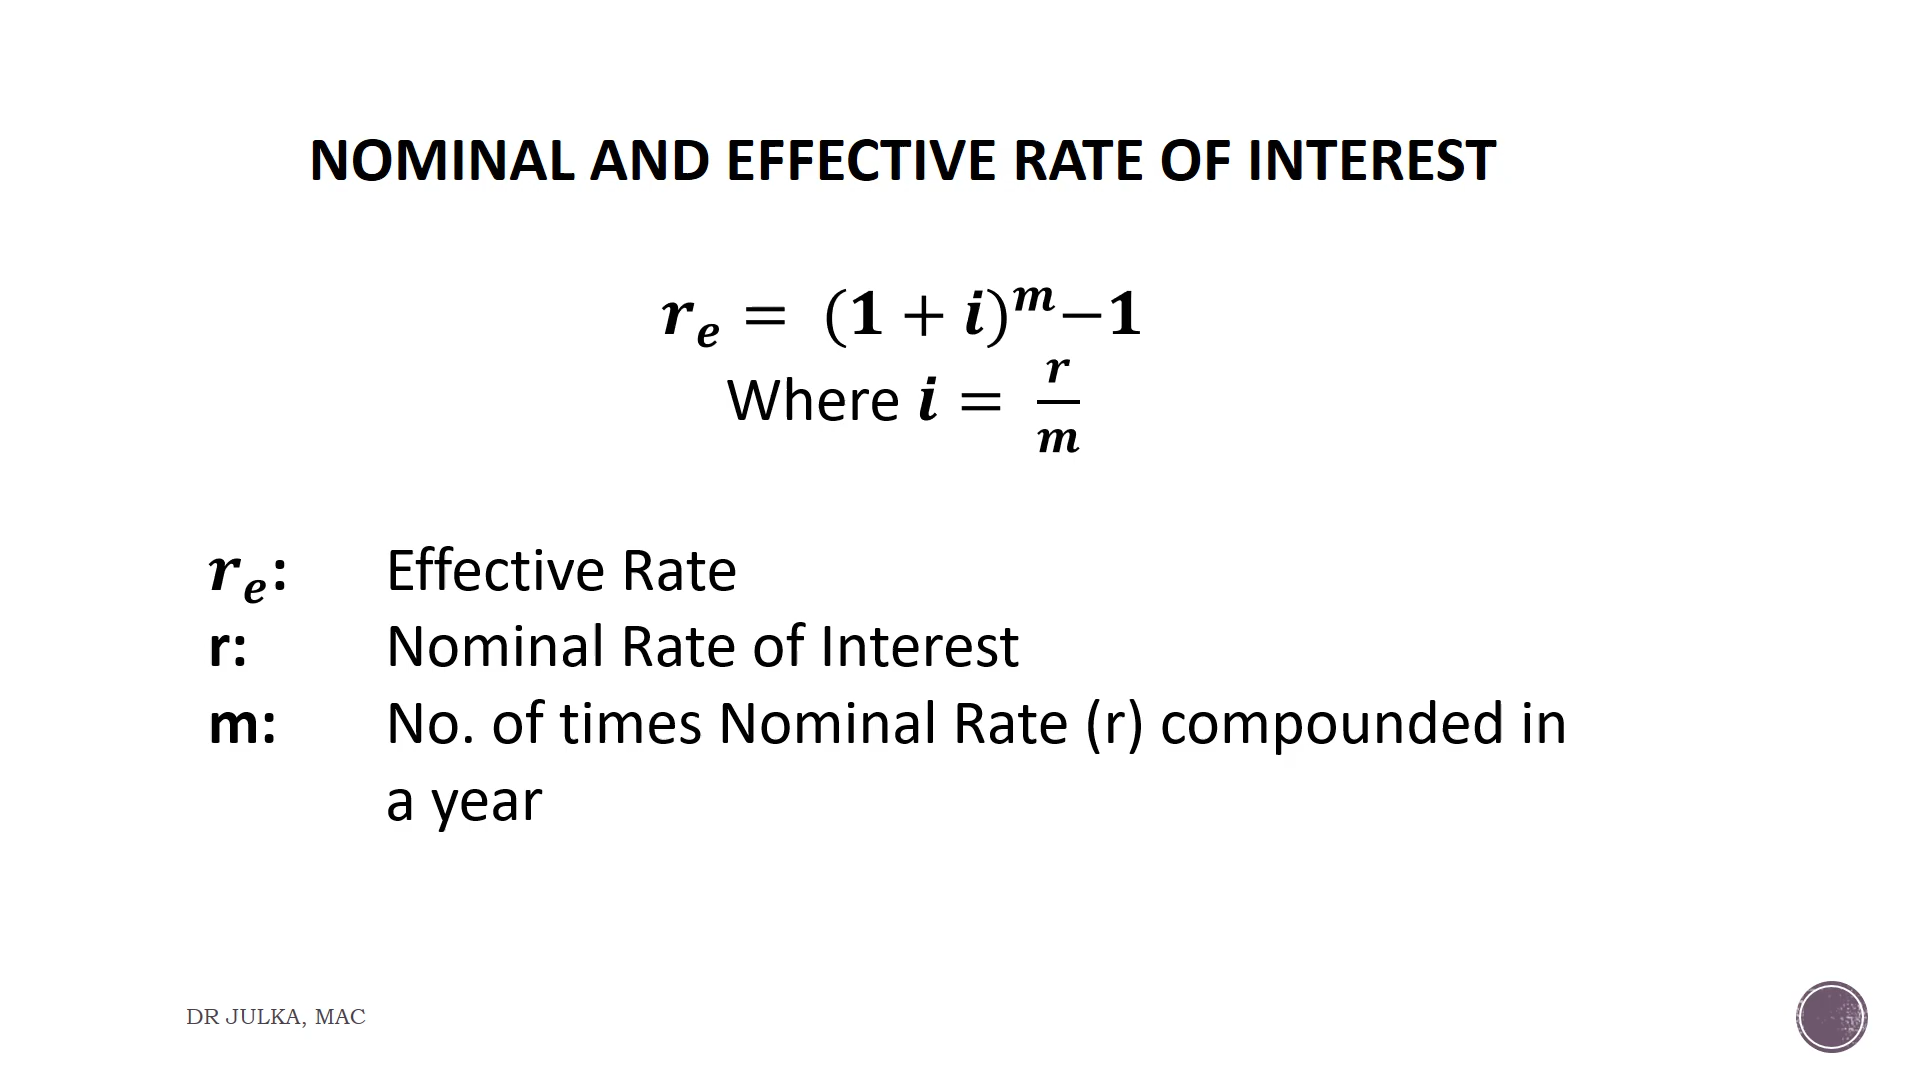 NOMINAL AND EFFECTIVE RATE OF INTEREST
r_e = (1 + i)^m−1
Where i = r/m
r_e: Effective Rate
r: Nominal Rate of Interest
m: No. of times Nominal Rate (r) compounded in
a year
DR JULKA, MAC